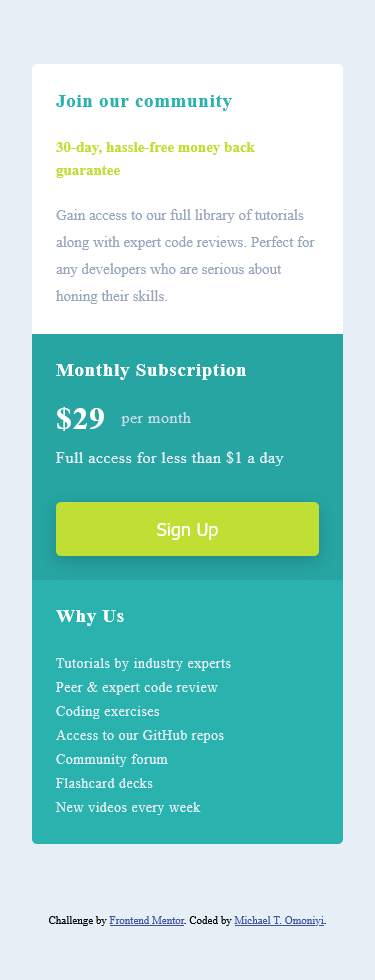 Join our community
30-day, hassle-free money back
guarantee
Gain access to our full library of tutorials
along with expert code reviews. Perfect for
any developers who are serious about
honing their skills.
Monthly Subscription
$29 per month
Full access for less than $1 a day
Sign Up
Why Us
Tutorials by industry experts
Peer & expert code review
Coding exercises
Access to our GitHub repos
Community forum
Flashcard decks
New videos every week
Challenge by Frontend Mentor. Coded by Michael T. Omoniyi.